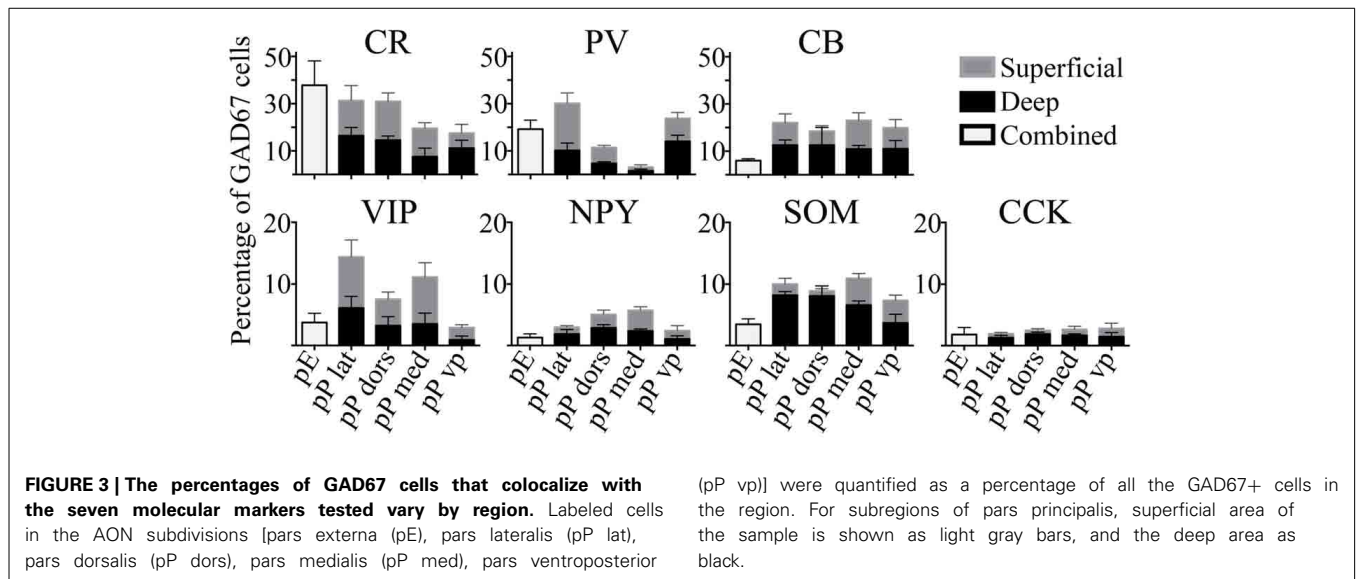 CR
PV
CB
50
30
10
50
30
10
50
30
10
Superficial
Deep
Combined
Percentage of GAD67 cells
VIP
NPY
SOM
CCK
20
10
20
10
20
10
20
10
pE
pP lat
pP dors
pP med
pP vp
pE
pP lat
pP dors
pP med
pP vp
pE
pP lat
pP dors
pP med
pP vp
pE
pP lat
pP dors
pP med
pP vp
FIGURE 3 | The percentages of GAD67 cells that colocalize with
the seven molecular markers tested vary by region. Labeled cells
in the AON subdivisions [pars externa (pE), pars lateralis (pP lat),
pars dorsalis (pP dors), pars medialis (pP med), pars ventroposterior
(pP vp)] were quantified as a percentage of all the GAD67+ cells in
the region. For subregions of pars principalis, superficial area of
the sample is shown as light gray bars, and the deep area as
black.